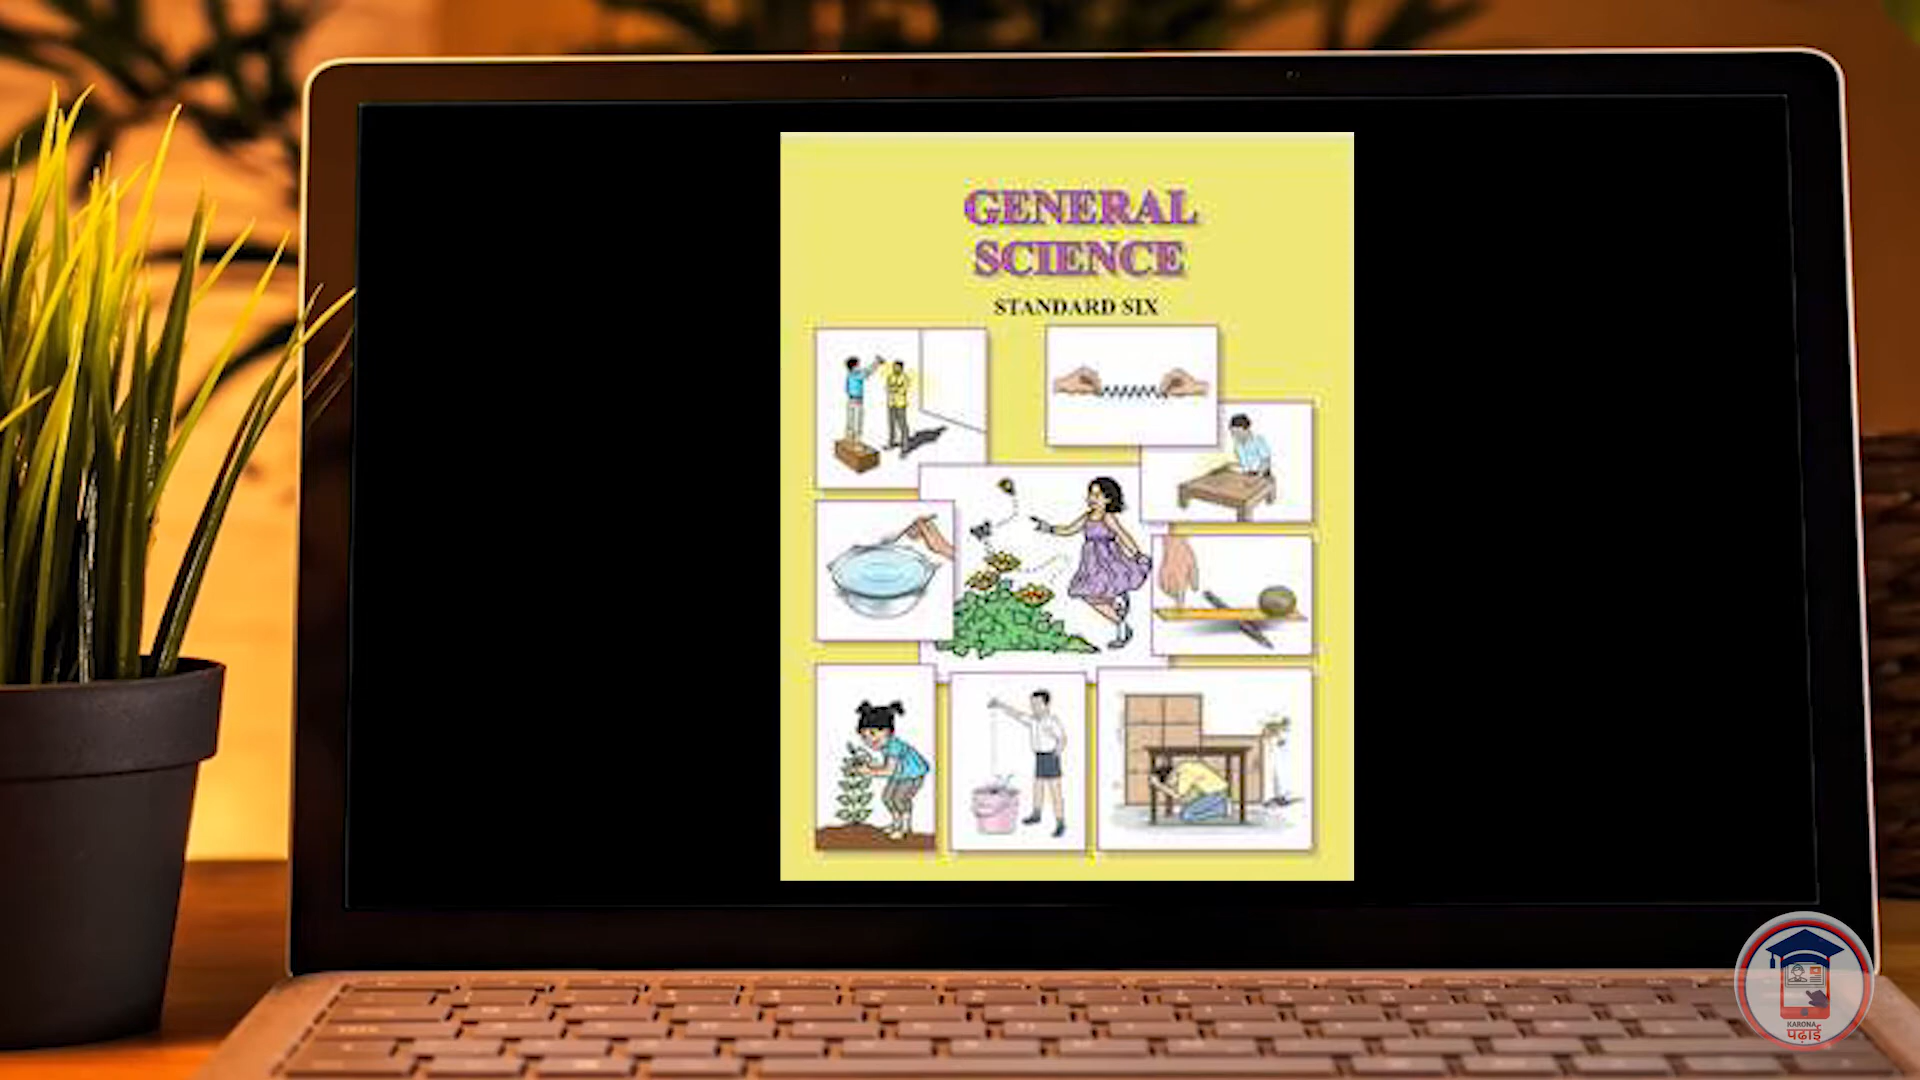 GENERAL
SCIENCE
STANDARD SIX
KARONA
पढ़ाई